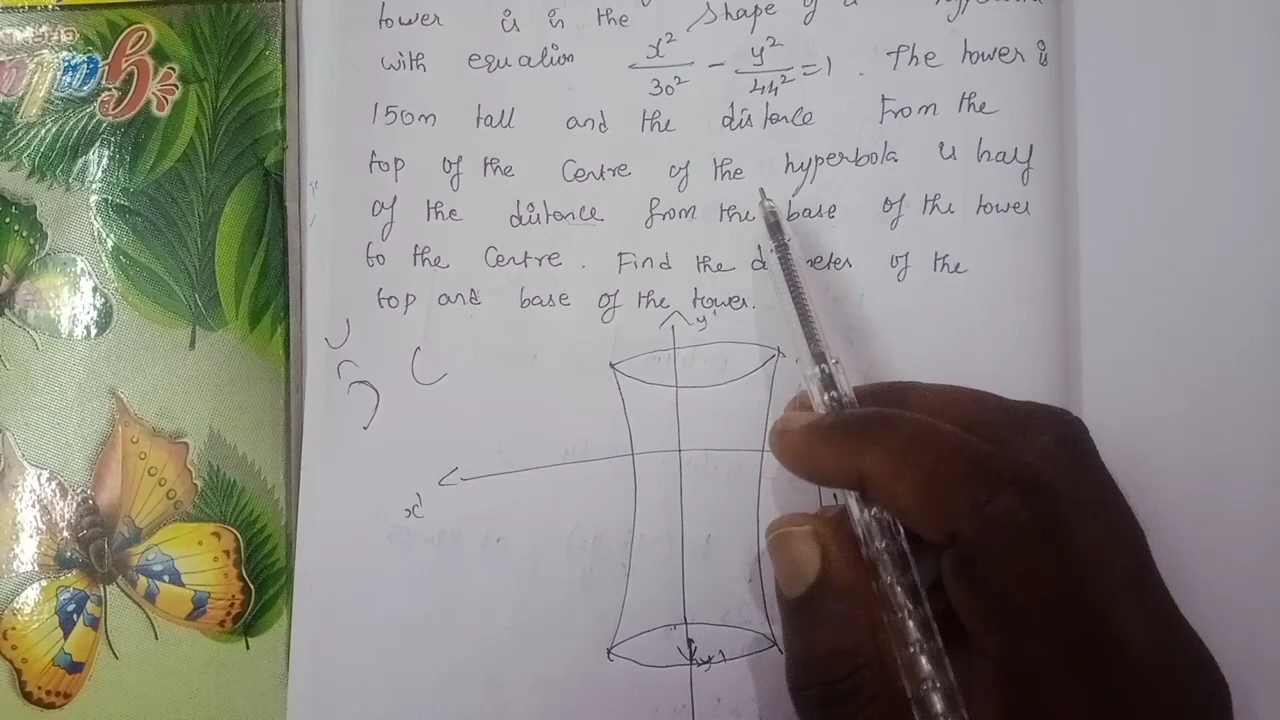 tower is in the shape of a
with equation x²/30² - y²/44² = 1. The tower is
150m tall and the distance From the
top of the Centre of the hyperbola is half
of the distance from the base of the tower
to the Centre. Find the diameter of the
top and base of the tower.
y'
x'
y1